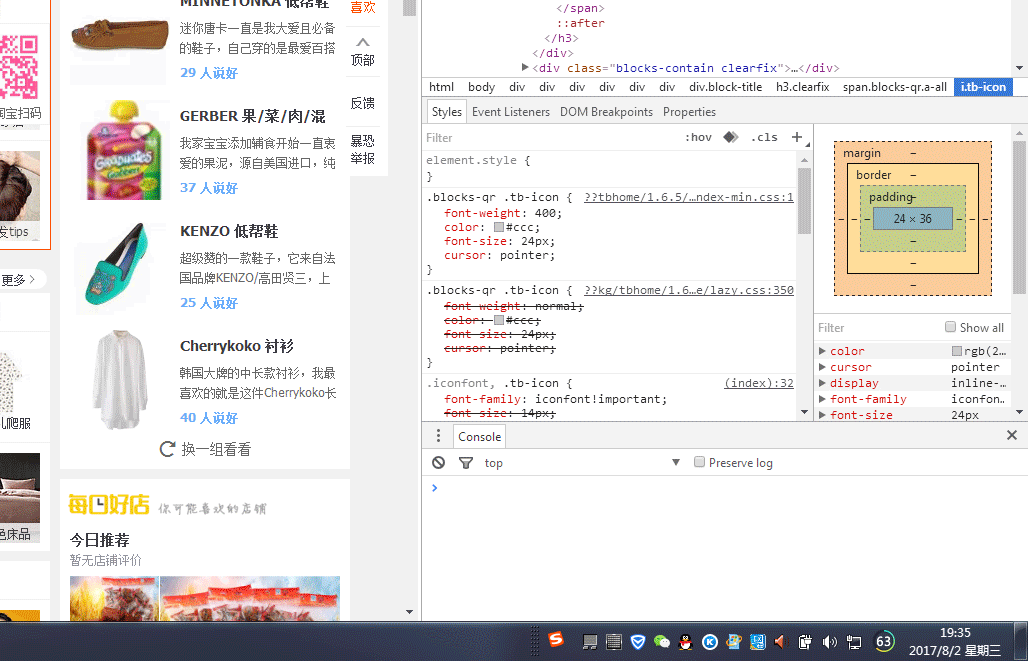 MINNETONKA 低帮鞋
迷你唐卡一直是我大爱且必备
的鞋子，自己穿的是最爱百搭
29 人说好
GERBER 果/菜/肉/混
我家宝宝添加辅食开始一直衷
爱的果泥，源自美国进口，纯
37 人说好
KENZO 低帮鞋
超级赞的一款鞋子，它来自法
国品牌KENZO/高田贤三，上
25 人说好
Cherrykoko 衬衫
韩国大牌的中长款衬衫，我最
喜欢的就是这件Cherrykoko长
40 人说好
换一组看看
每日好店 你可能喜欢的店铺
今日推荐
暂无店铺评价
淘宝扫码
发tips
更多
儿爬服
色床品
喜欢
顶部
反馈
暴恐
举报
</span>
::after
</h3>
</div>
<div class="blocks-contain clearfix">…</div>
html body div div div div div div div.block-title h3.clearfix span.blocks-qr.a-all i.tb-icon
Styles Event Listeners DOM Breakpoints Properties
Filter :hov .cls +
element.style {
}
.blocks-qr .tb-icon { ??tbhome/1.6.5/…ndex-min.css:1
font-weight: 400;
color: #ccc;
font-size: 24px;
cursor: pointer;
}
.blocks-qr .tb-icon { ??kg/tbhome/1.6…e/lazy.css:350
font-weight: normal;
color: #ccc;
font-size: 24px;
cursor: pointer;
}
.iconfont, .tb-icon { (index):32
font-family: iconfont!important;
font-size: 14px;
margin –
border –
padding –
– – – 24 × 36 – – –
–
–
–
Filter Show all
color rgb(2…
cursor pointer
display inline-…
font-family iconfon…
font-size 24px
Console
top Preserve log
63
19:35
2017/8/2 星期三